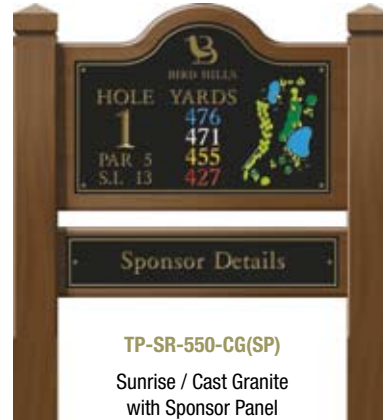 BIRD HILLS
HOLE YARDS
1
476
471
455
427
PAR 5
S.I. 13
Sponsor Details
TP-SR-550-CG(SP)
Sunrise / Cast Granite
with Sponsor Panel